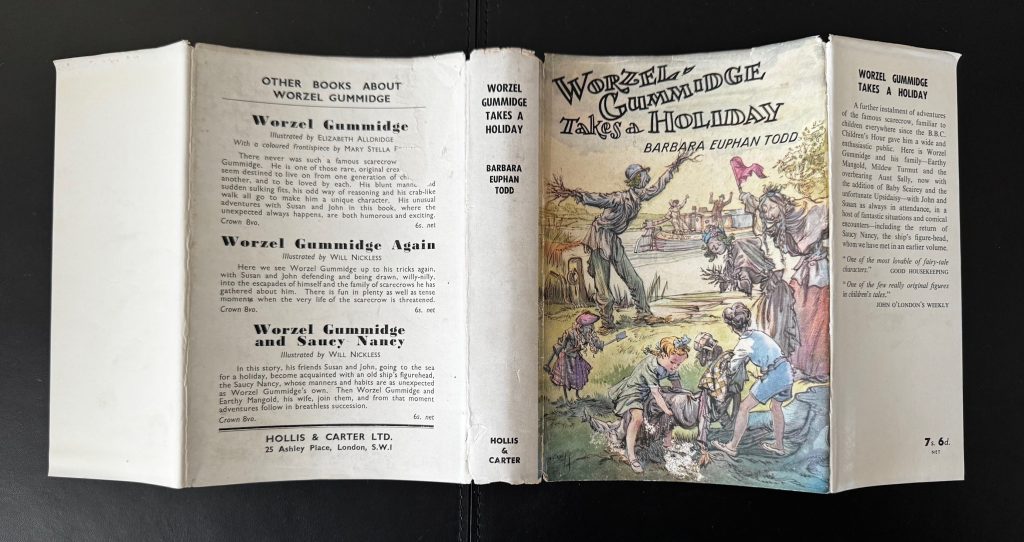 OTHER BOOKS ABOUT
WORZEL GUMMIDGE
Worzel Gummidge
Illustrated by ELIZABETH ALLDRIDGE
With a coloured frontispiece by MARY STELLA
There never was such a famous scarecrow
Gummidge. He is one of those rare, original
seem destined to live on from one generation of
another, and to be loved by each. His blunt
sudden sulking fits, his odd way of reasoning and his crab-like
walk all go to make him a unique character. His unusual
adventures with Susan and John in this book, where the
unexpected always happens, are both humorous and exciting.
Crown 8vo. 6s. net
Worzel Gummidge Again
Illustrated by WILL NICKLESS
Here we see Worzel Gummidge up to his tricks again,
with Susan and John defending and being drawn, willy-nilly,
into the escapades of himself and the family of scarecrows he has
gathered about him. There is fun in plenty as well as tense
moments when the very life of the scarecrow is threatened.
Crown 8vo. 6s. net
Worzel Gummidge
and Saucy Nancy
Illustrated by WILL NICKLESS
In this story, his friends Susan and John, going to the sea
for a holiday, become acquainted with an old ship's figurehead,
the Saucy Nancy, whose manners and habits are as unexpected
as Worzel Gummidge's own. Then Worzel Gummidge and
Earthy Mangold, his wife, join them, and from that moment
adventures follow in breathless succession.
Crown 8vo. 6s. net
HOLLIS & CARTER LTD.
25 Ashley Place, London, S.W.1
WORZEL
GUMMIDGE
TAKES A
HOLIDAY
BARBARA
EUPHAN
TODD
HOLLIS
&
CARTER
WORZEL-
GUMMIDGE
TAKES a HOLIDAY
BARBARA EUPHAN TODD
WORZEL GUMMIDGE
TAKES A HOLIDAY
A further instalment of adventures
of the famous scarecrow, familiar to
children everywhere since the B.B.C.
Children's Hour gave him a wide and
enthusiastic public. Here is Worzel
Gummidge and his family—Earthy
Mangold, Mildew Turmut and the
overbearing Aunt Sally, now with
the addition of Baby Scairey and the
unfortunate Upsidaisy—with John and
Susan as always in attendance, in a
host of fantastic situations and comical
encounters—including the return of
Saucy Nancy, the ship's figure-head,
whom we have met in an earlier volume.
"One of the most lovable of fairy-tale
characters." GOOD HOUSEKEEPING
"One of the few really original figures
in children's tales."
JOHN O'LONDON'S WEEKLY
7s. 6d.
NET